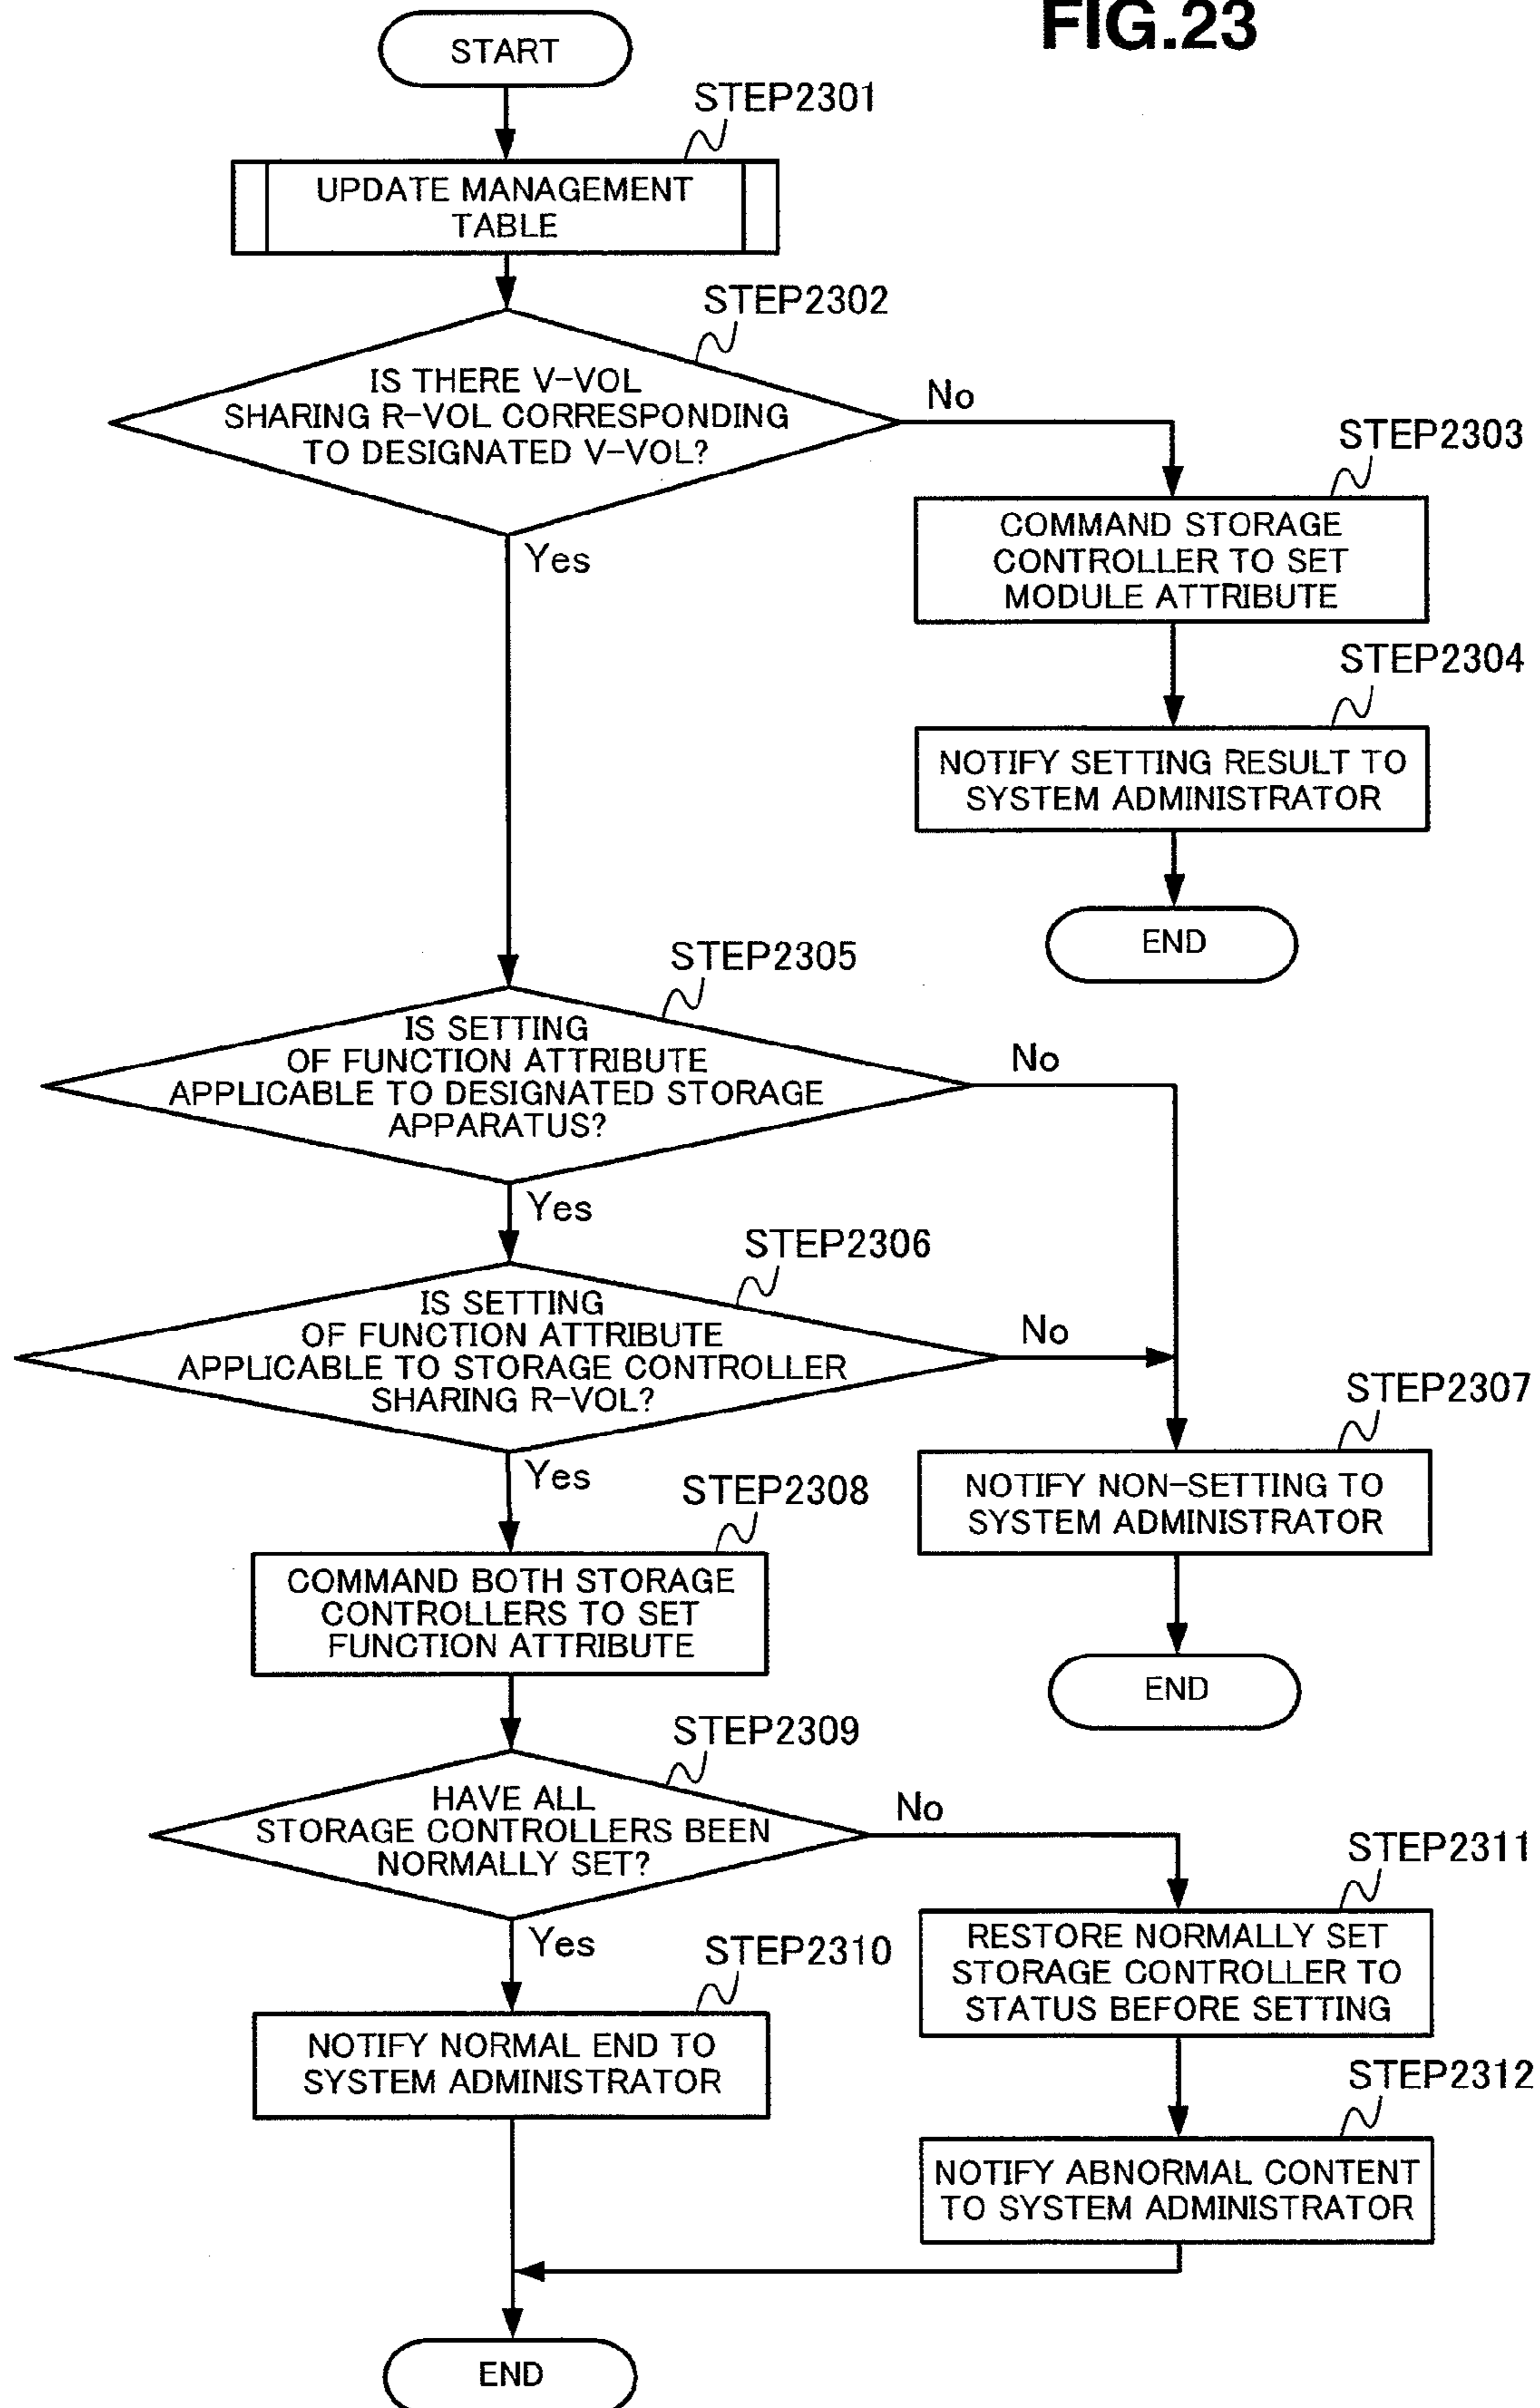 FIG.23
START
STEP2301
UPDATE MANAGEMENT
TABLE
STEP2302
IS THERE V-VOL
SHARING R-VOL CORRESPONDING
TO DESIGNATED V-VOL?
No
Yes
STEP2303
COMMAND STORAGE
CONTROLLER TO SET
MODULE ATTRIBUTE
STEP2304
NOTIFY SETTING RESULT TO
SYSTEM ADMINISTRATOR
END
STEP2305
IS SETTING
OF FUNCTION ATTRIBUTE
APPLICABLE TO DESIGNATED STORAGE
APPARATUS?
No
Yes
STEP2306
IS SETTING
OF FUNCTION ATTRIBUTE
APPLICABLE TO STORAGE CONTROLLER
SHARING R-VOL?
No
Yes
STEP2307
NOTIFY NON-SETTING TO
SYSTEM ADMINISTRATOR
END
STEP2308
COMMAND BOTH STORAGE
CONTROLLERS TO SET
FUNCTION ATTRIBUTE
STEP2309
HAVE ALL
STORAGE CONTROLLERS BEEN
NORMALLY SET?
No
Yes
STEP2310
NOTIFY NORMAL END TO
SYSTEM ADMINISTRATOR
STEP2311
RESTORE NORMALLY SET
STORAGE CONTROLLER TO
STATUS BEFORE SETTING
STEP2312
NOTIFY ABNORMAL CONTENT
TO SYSTEM ADMINISTRATOR
END